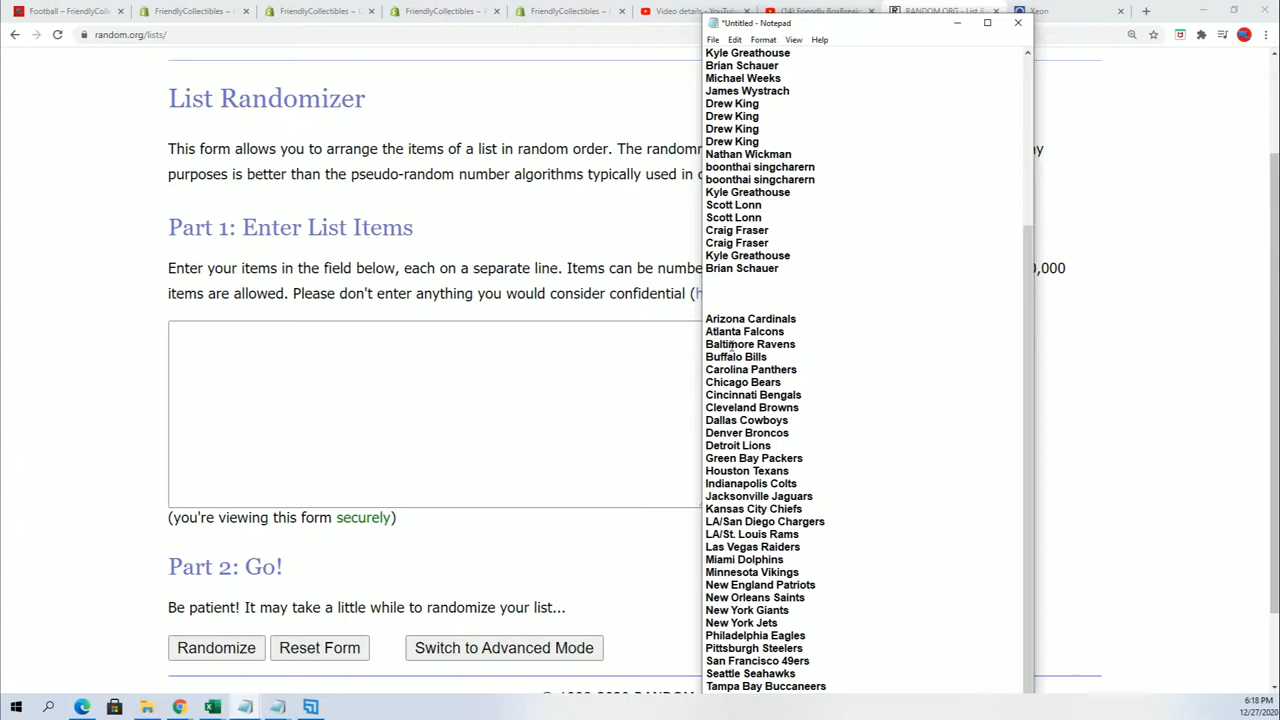 Football – FriendlyCol
FriendlyCollectibles –
FriendlyCollectibles –
FriendlyCollectibles –
FriendlyCollectibles –
Video details - YouTu
(14) Friendly BoxBreak
RANDOM.ORG - List R
Xeon
random.org/lists/
List Randomizer
This form allows you to arrange the items of a list in random order. The randomn
purposes is better than the pseudo-random number algorithms typically used in c
Part 1: Enter List Items
Enter your items in the field below, each on a separate line. Items can be numbe
0,000
items are allowed. Please don't enter anything you would consider confidential (h
(you're viewing this form securely)
Part 2: Go!
Be patient! It may take a little while to randomize your list...
Randomize
Reset Form
Switch to Advanced Mode
*Untitled - Notepad
File Edit Format View Help
Kyle Greathouse
Brian Schauer
Michael Weeks
James Wystrach
Drew King
Drew King
Drew King
Drew King
Nathan Wickman
boonthai singcharern
boonthai singcharern
Kyle Greathouse
Scott Lonn
Scott Lonn
Craig Fraser
Craig Fraser
Kyle Greathouse
Brian Schauer
Arizona Cardinals
Atlanta Falcons
Baltimore Ravens
Buffalo Bills
Carolina Panthers
Chicago Bears
Cincinnati Bengals
Cleveland Browns
Dallas Cowboys
Denver Broncos
Detroit Lions
Green Bay Packers
Houston Texans
Indianapolis Colts
Jacksonville Jaguars
Kansas City Chiefs
LA/San Diego Chargers
LA/St. Louis Rams
Las Vegas Raiders
Miami Dolphins
Minnesota Vikings
New England Patriots
New Orleans Saints
New York Giants
New York Jets
Philadelphia Eagles
Pittsburgh Steelers
San Francisco 49ers
Seattle Seahawks
Tampa Bay Buccaneers
6:18 PM
12/27/2020